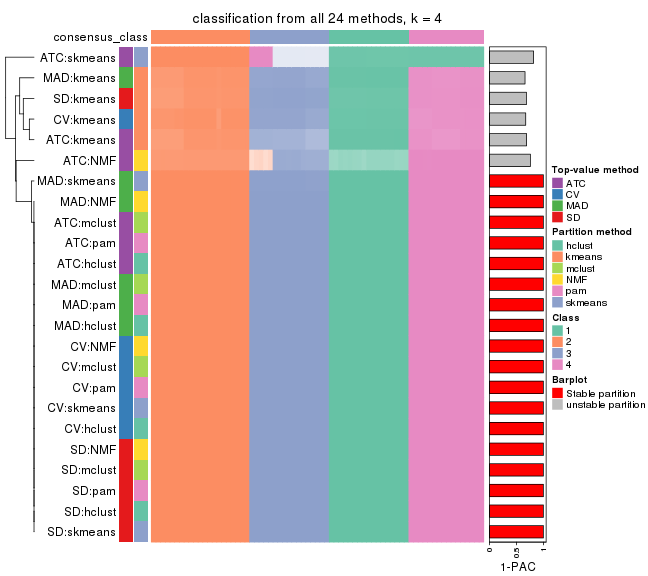 classification from all 24 methods, k = 4
consensus_class
ATC:skmeans
MAD:kmeans
SD:kmeans
CV:kmeans
ATC:kmeans
ATC:NMF
MAD:skmeans
MAD:NMF
ATC:mclust
ATC:pam
ATC:hclust
MAD:mclust
MAD:pam
MAD:hclust
CV:NMF
CV:mclust
CV:pam
CV:skmeans
CV:hclust
SD:NMF
SD:mclust
SD:pam
SD:hclust
SD:skmeans
0
0.5
1
1-PAC
Top-value method
ATC
CV
MAD
SD
Partition method
hclust
kmeans
mclust
NMF
pam
skmeans
Class
1
2
3
4
Barplot
Stable partition
unstable partition